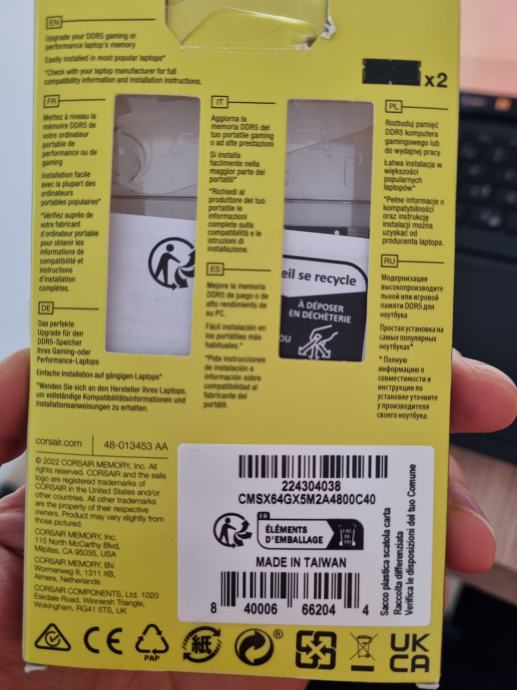 EN
Upgrade your DDR5 gaming or
performance laptop's memory
Easily installed in most popular laptops*
*Check with your laptop manufacturer for full
compatibility information and installation instructions.
x2
FR
Mettez à niveau la
mémoire DDR5 de
votre ordinateur
portable de
performance ou de
gaming
Installation facile
avec la plupart des
ordinateurs
portables populaires*
*Vérifiez auprès de
votre fabricant
d'ordinateur portable
pour obtenir les
informations de
compatibilité et
instructions
d'installation
complètes.
DE
Das perfekte
Upgrade für den
DDR5-Speicher
Ihres Gaming-oder
Performance-Laptops
Einfache Installation auf gängigen Laptops*
*Wenden Sie sich an den Hersteller Ihres Laptops,
um vollständige Kompatibilitätsinformationen und
Installationsanweisungen zu erhalten.
IT
Aggiorna la
memoria DDR5 del
tuo portatile gaming
o ad alte prestazioni
Si installa
facilmente nella
maggior parte dei
portatili*
*Richiedi al
produttore del tuo
portatile le
informazioni
complete sulla
compatibilità e le
istruzioni di
installazione.
ES
Mejore la memoria
DDR5 de juego o de
alto rendimiento de
su PC.
Fácil instalación en
los portátiles más
habituales.*
*Pida instrucciones
de instalación e
información sobre
compatibilidad al
fabricante del
portátil.
eil se recycle
À DÉPOSER
EN DÉCHÈTERIE
OU
PL
Rozbuduj pamięć
DDR5 komputera
gamingowego lub
do wydajnej pracy
Łatwa instalacja w
większości
popularnych
laptopów*
*Pełne informacje o
kompatybilności
oraz instrukcję
instalacji można
uzyskać od
producenta laptopa.
RU
Модернизация
высокопроизводите
льной или игровой
памяти DDR5 для
ноутбука
Простая установка на
самых популярных
ноутбуках*
* Полную
информацию о
совместимости и
инструкции по
установке уточните
у производителя
своего ноутбука.
corsair.com
48-013453 AA
© 2022 CORSAIR MEMORY, Inc. All
rights reserved. CORSAIR and the sails
logo are registered trademarks of
CORSAIR in the United States and/or
other countries. All other trademarks
are the property of their respective
owners. Product may vary slightly from
those pictured.
CORSAIR MEMORY, Inc.
115 North McCarthy Blvd,
Milpitas, CA 95035, USA
CORSAIR MEMORY, BV.
Wormerweg 8, 1311 XB,
Almere, Netherlands
CORSAIR COMPONENTS, Ltd. 1020
Eskdale Road, Winnersh Triangle,
Wokingham, RG41 5TS, UK
224304038
CMSX64GX5M2A4800C40
FR
ÉLÉMENTS
D'EMBALLAGE
MADE IN TAIWAN
8 40006 66204 4
Sacco plastica scatola carta
Raccolta differenziata
Verifica le disposizioni del tuo Comune
CE
PAP
紙
®
UK
CA